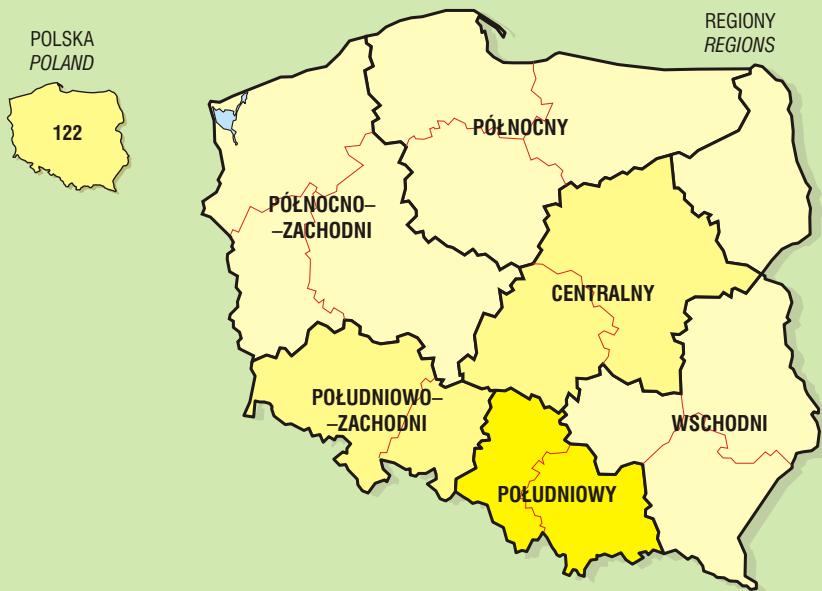 POLSKA
POLAND
122
REGIONY
REGIONS
PÓŁNOCNY
PÓŁNOCNO–
–ZACHODNI
CENTRALNY
POŁUDNIOWO–
–ZACHODNI
WSCHODNI
POŁUDNIOWY